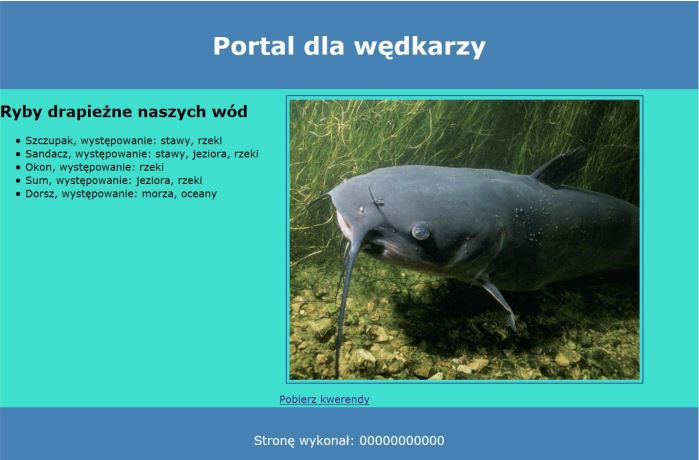 Portal dla wędkarzy
Ryby drapieżne naszych wód
Szczupak, występowanie: stawy, rzeki
Sandacz, występowanie: stawy, jeziora, rzeki
Okon, występowanie: rzeki
Sum, występowanie: jeziora, rzeki
Dorsz, występowanie: morza, oceany
Pobierz kwerendy
Stronę wykonał: 00000000000